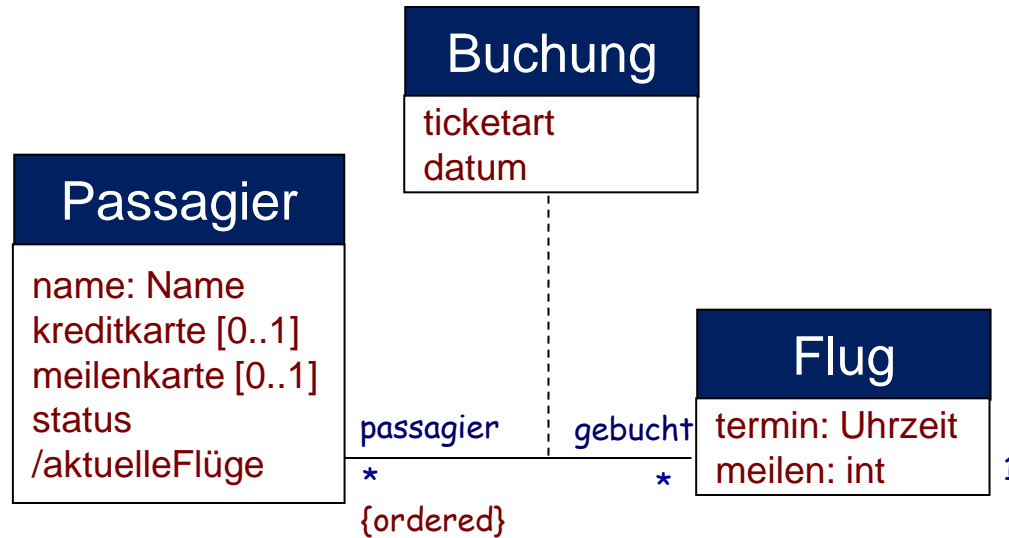 Buchung
ticketart
datum
Passagier
name: Name
kreditkarte [0..1]
meilenkarte [0..1]
status
/aktuelleFlüge
passagier
*
{ordered}
gebucht
*
Flug
termin: Uhrzeit
meilen: int